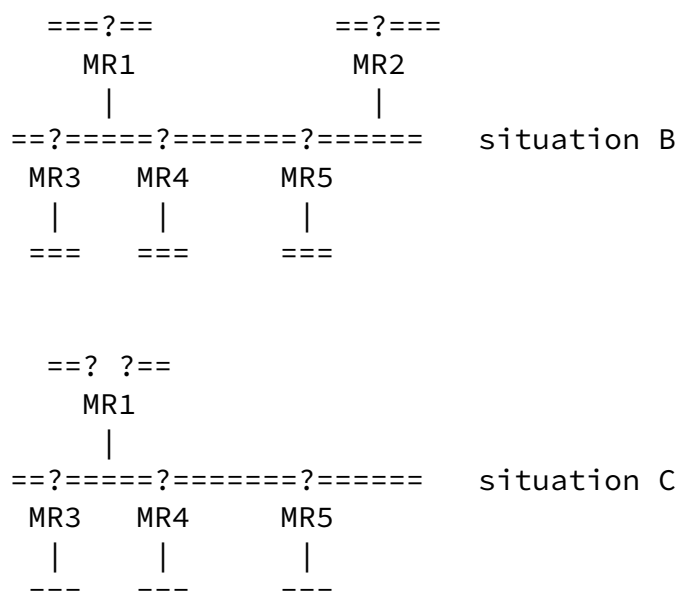 ===?== ==?===
MR1 MR2
| |
==?=====?=======?====== situation B
MR3 MR4 MR5
| | |
=== === ===
==? ?==
MR1
|
==?=====?=======?====== situation C
MR3 MR4 MR5
| | |
=== === ===